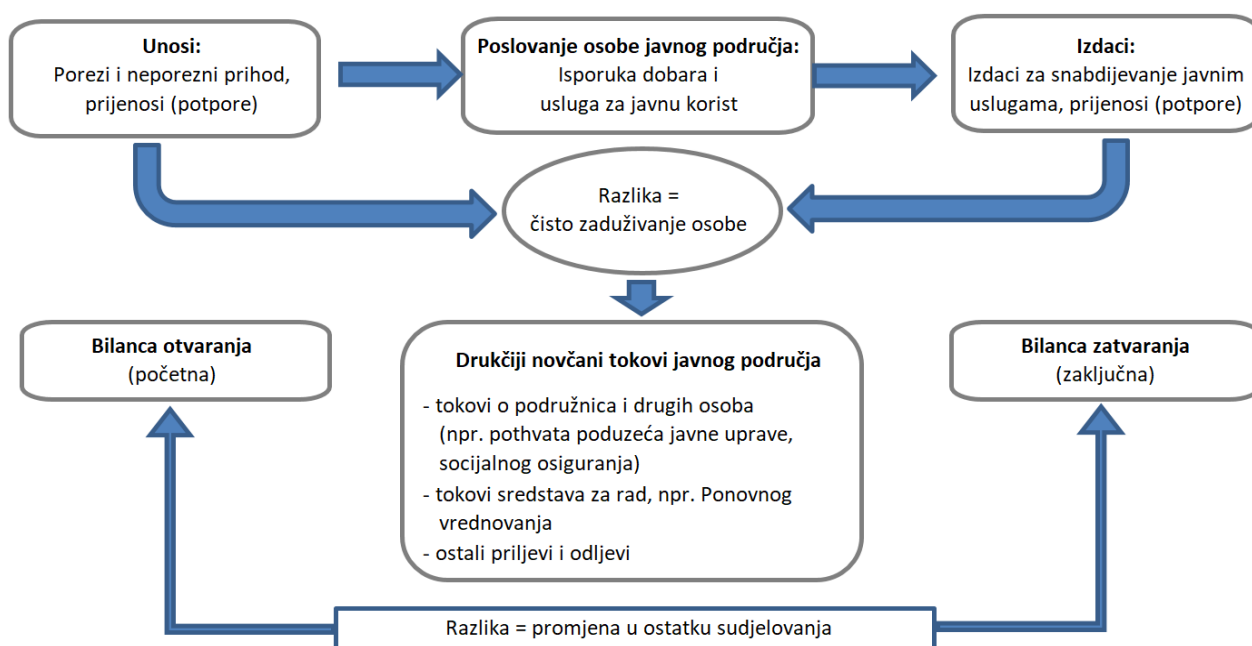 Unosi:
Porezi i neporezni prihod,
prijenosi (potpore)
Poslovanje osobe javnog područja:
Isporuka dobara i
usluga za javnu korist
Izdaci:
Izdaci za snabdijevanje javnim
uslugama, prijenosi (potpore)
Razlika =
čisto zaduživanje osobe
Bilanca otvaranja
(početna)
Drukčiji novčani tokovi javnog područja
- tokovi o podružnica i drugih osoba
(npr. pothvata poduzeća javne uprave,
socijalnog osiguranja)
- tokovi sredstava za rad, npr. Ponovnog
vrednovanja
- ostali priljevi i odljevi
Bilanca zatvaranja
(zaključna)
Razlika = promjena u ostatku sudjelovanja